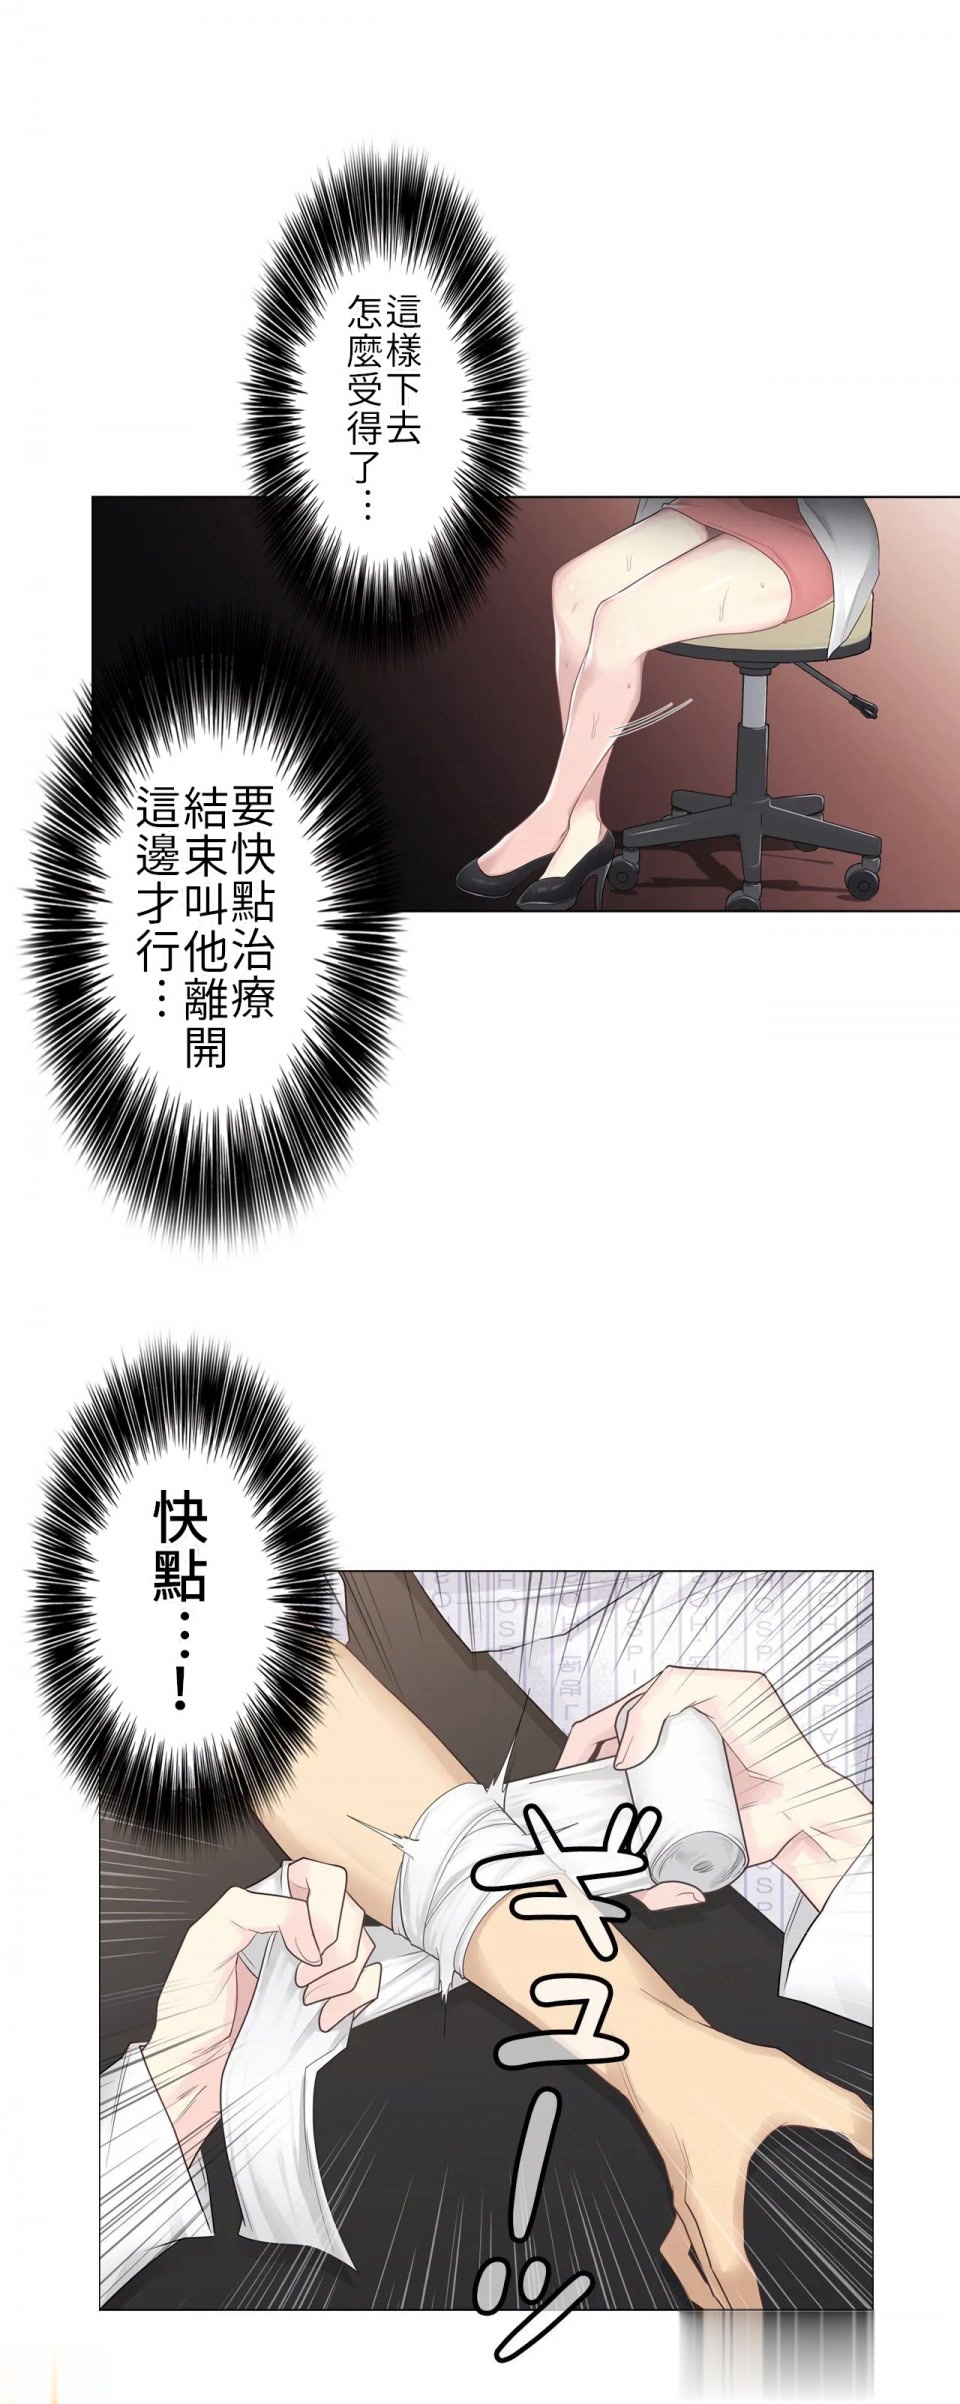 這樣下去
怎麼受得了…
要快點治療
結束叫他離開
這邊才行…
快點…！
ギュ―ッ